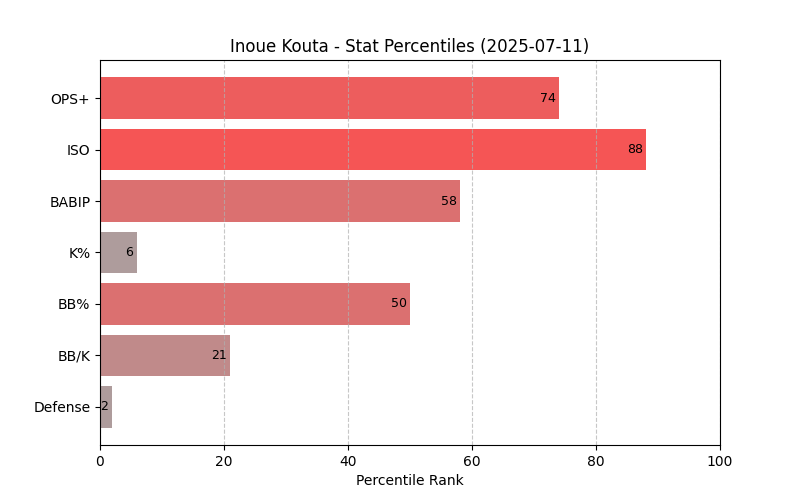 Inoue Kouta - Stat Percentiles (2025-07-11)
OPS+ 74
ISO 88
BABIP 58
K% 6
BB% 50
BB/K 21
Defense 2
0 20 40 60 80 100
Percentile Rank